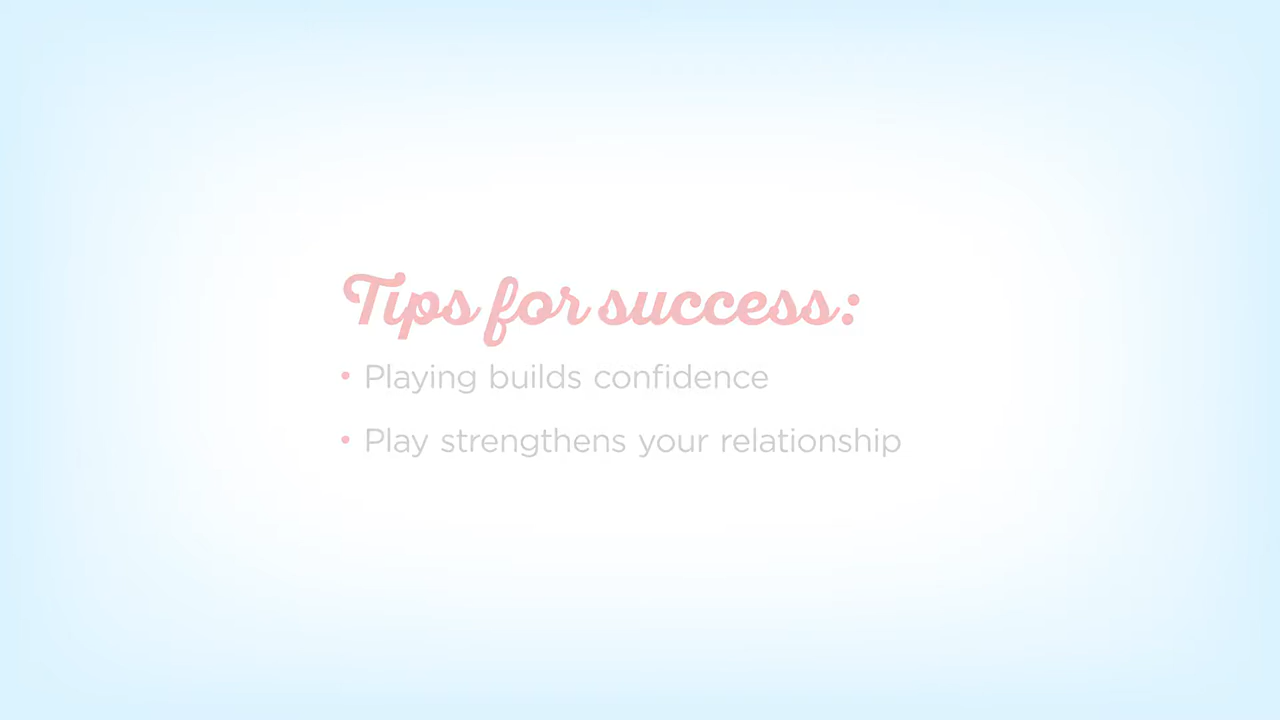 Tips for success:
• Playing builds confidence
• Play strengthens your relationship